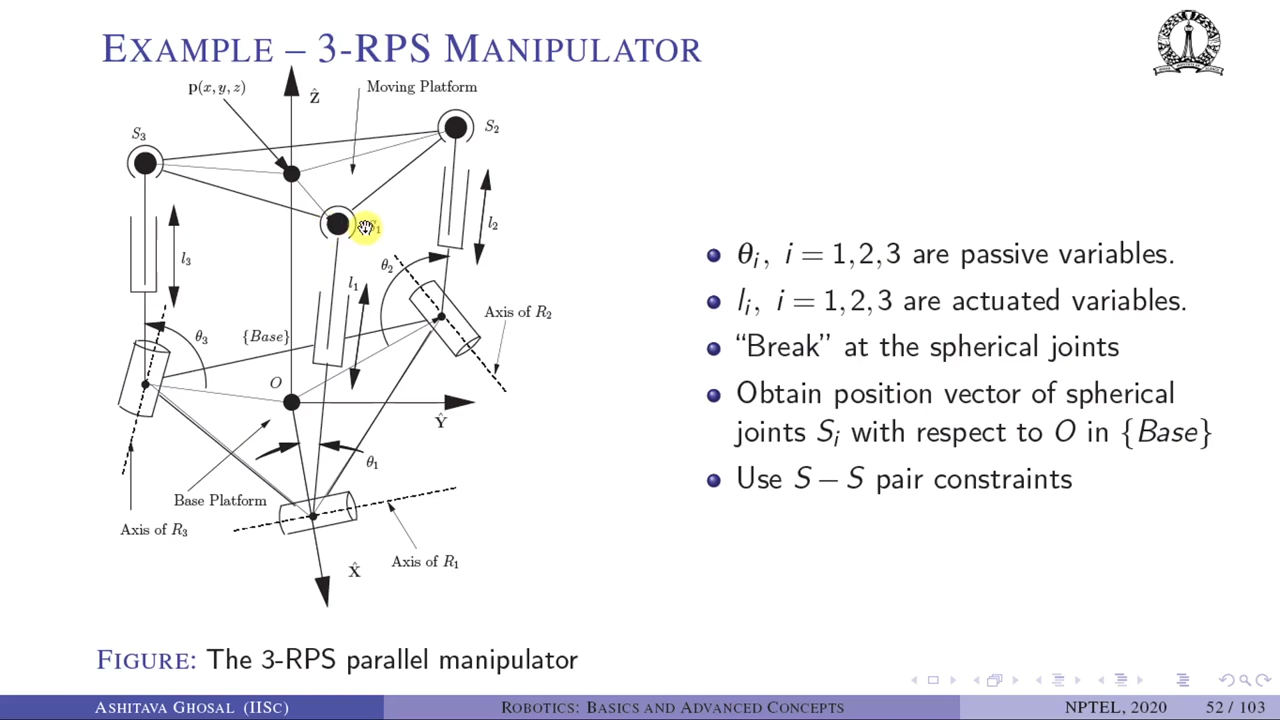 EXAMPLE – 3-RPS MANIPULATOR
p(x, y, z)
Ẑ
Moving Platform
S₃
S₂
l₂
l₃
θ₂
l₁
Axis of R₂
θ₃
{Base}
O
Ŷ
θ₁
Base Platform
Axis of R₃
Axis of R₁
X̂
θᵢ, i = 1,2,3 are passive variables.
lᵢ, i = 1,2,3 are actuated variables.
“Break” at the spherical joints
Obtain position vector of spherical
joints Sᵢ with respect to O in {Base}
Use S – S pair constraints
FIGURE: The 3-RPS parallel manipulator
ASHITAVA GHOSAL (IISC)
ROBOTICS: BASICS AND ADVANCED CONCEPTS
NPTEL, 2020
52 / 103